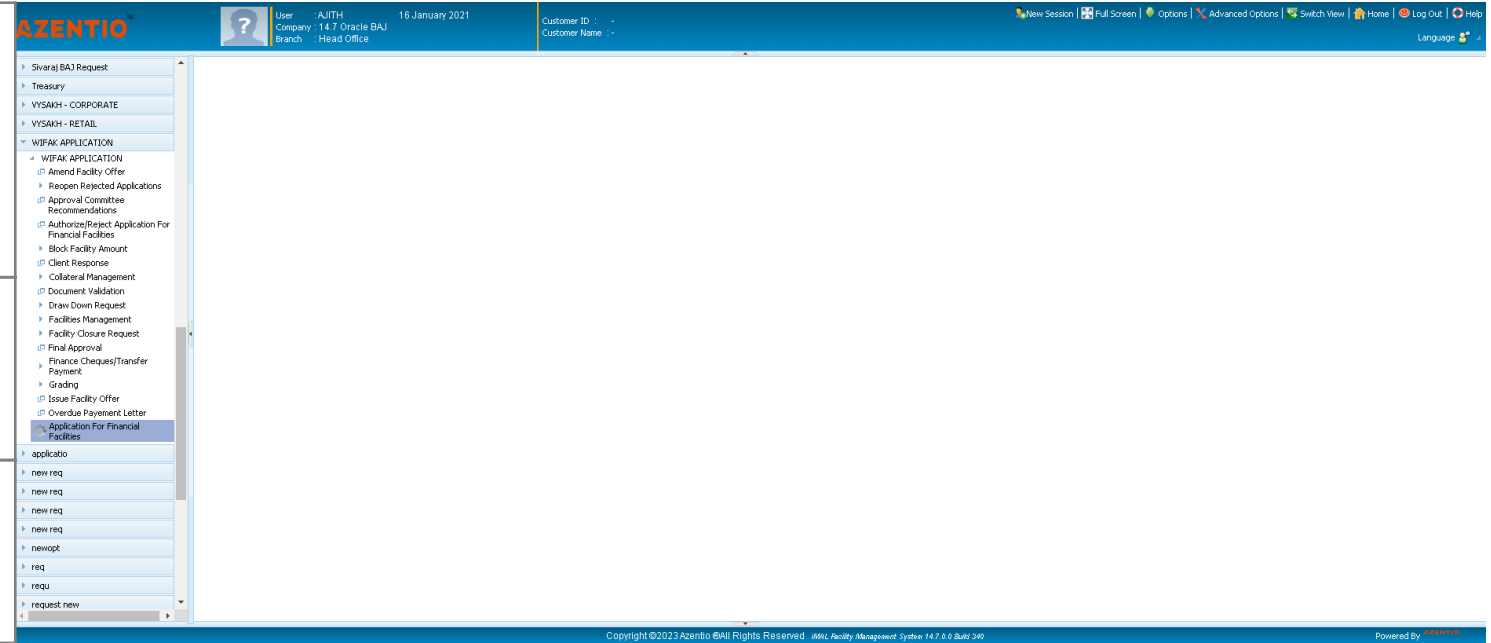 AZENTIO™
User : AJITH 16 January 2021
Company : 14.7 Oracle BAJ
Branch : Head Office
Customer ID : -
Customer Name : -
New Session | Full Screen | Options | Advanced Options | Switch View | Home | Log Out | Help
Language
Sivaraj BAJ Request
Treasury
VYSAKH - CORPORATE
VYSAKH - RETAIL
WIFAK APPLICATION
WIFAK APPLICATION
Amend Facility Offer
Reopen Rejected Applications
Approval Committee
Recommendations
Authorize/Reject Application For
Financial Facilities
Block Facility Amount
Client Response
Collateral Management
Document Validation
Draw Down Request
Facilities Management
Facility Closure Request
Final Approval
Finance Cheques/Transfer
Payment
Grading
Issue Facility Offer
Overdue Payement Letter
Application For Financial
Facilities
applicatio
new req
new req
new req
new req
newopt
req
requ
request new
Copyright ©2023 Azentio ®All Rights Reserved IMAL Facility Management System 14.7.0.0 Build 340
Powered By AZENTIO